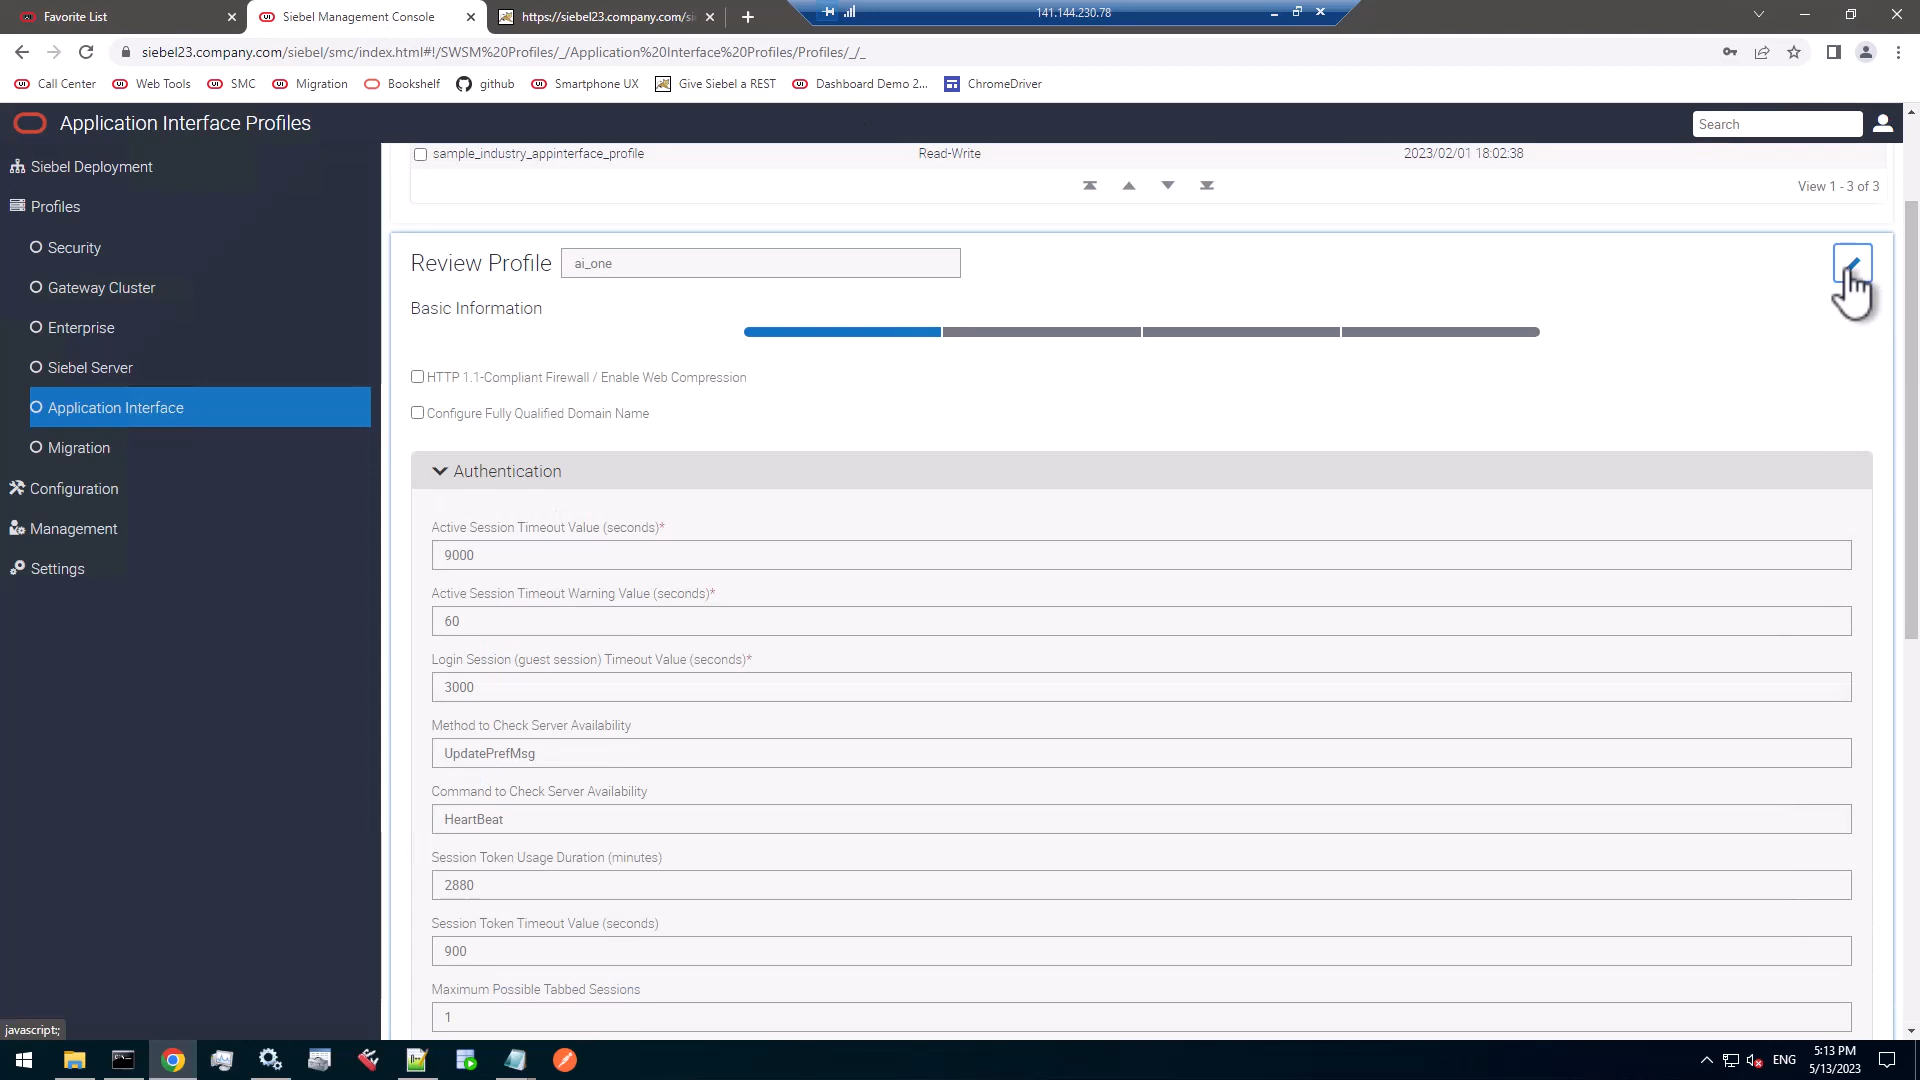 Favorite List
Siebel Management Console
https://siebel23.company.com/si
141.144.230.78
siebel23.company.com/siebel/smc/index.html#!/SWSM%20Profiles/_/Application%20Interface%20Profiles/Profiles/_/_
Call Center
Web Tools
SMC
Migration
Bookshelf
github
Smartphone UX
Give Siebel a REST
Dashboard Demo 2...
ChromeDriver
Application Interface Profiles
Search
Siebel Deployment
Profiles
Security
Gateway Cluster
Enterprise
Siebel Server
Application Interface
Migration
Configuration
Management
Settings
sample_industry_appinterface_profile
Read-Write
2023/02/01 18:02:38
View 1 - 3 of 3
Review Profile
ai_one
Basic Information
HTTP 1.1-Compliant Firewall / Enable Web Compression
Configure Fully Qualified Domain Name
Authentication
Active Session Timeout Value (seconds)*
9000
Active Session Timeout Warning Value (seconds)*
60
Login Session (guest session) Timeout Value (seconds)*
3000
Method to Check Server Availability
UpdatePrefMsg
Command to Check Server Availability
HeartBeat
Session Token Usage Duration (minutes)
2880
Session Token Timeout Value (seconds)
900
Maximum Possible Tabbed Sessions
1
javascript:;
ENG
5:13 PM
5/13/2023